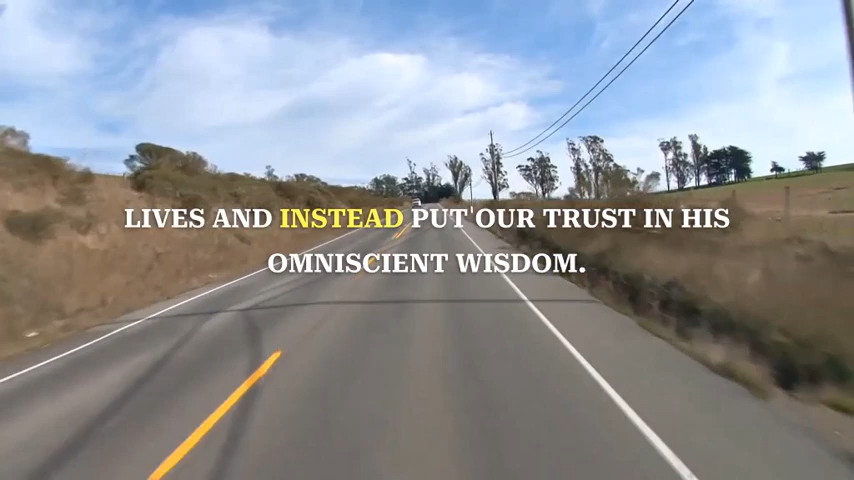 LIVES AND INSTEAD PUT OUR TRUST IN HIS
OMNISCIENT WISDOM.